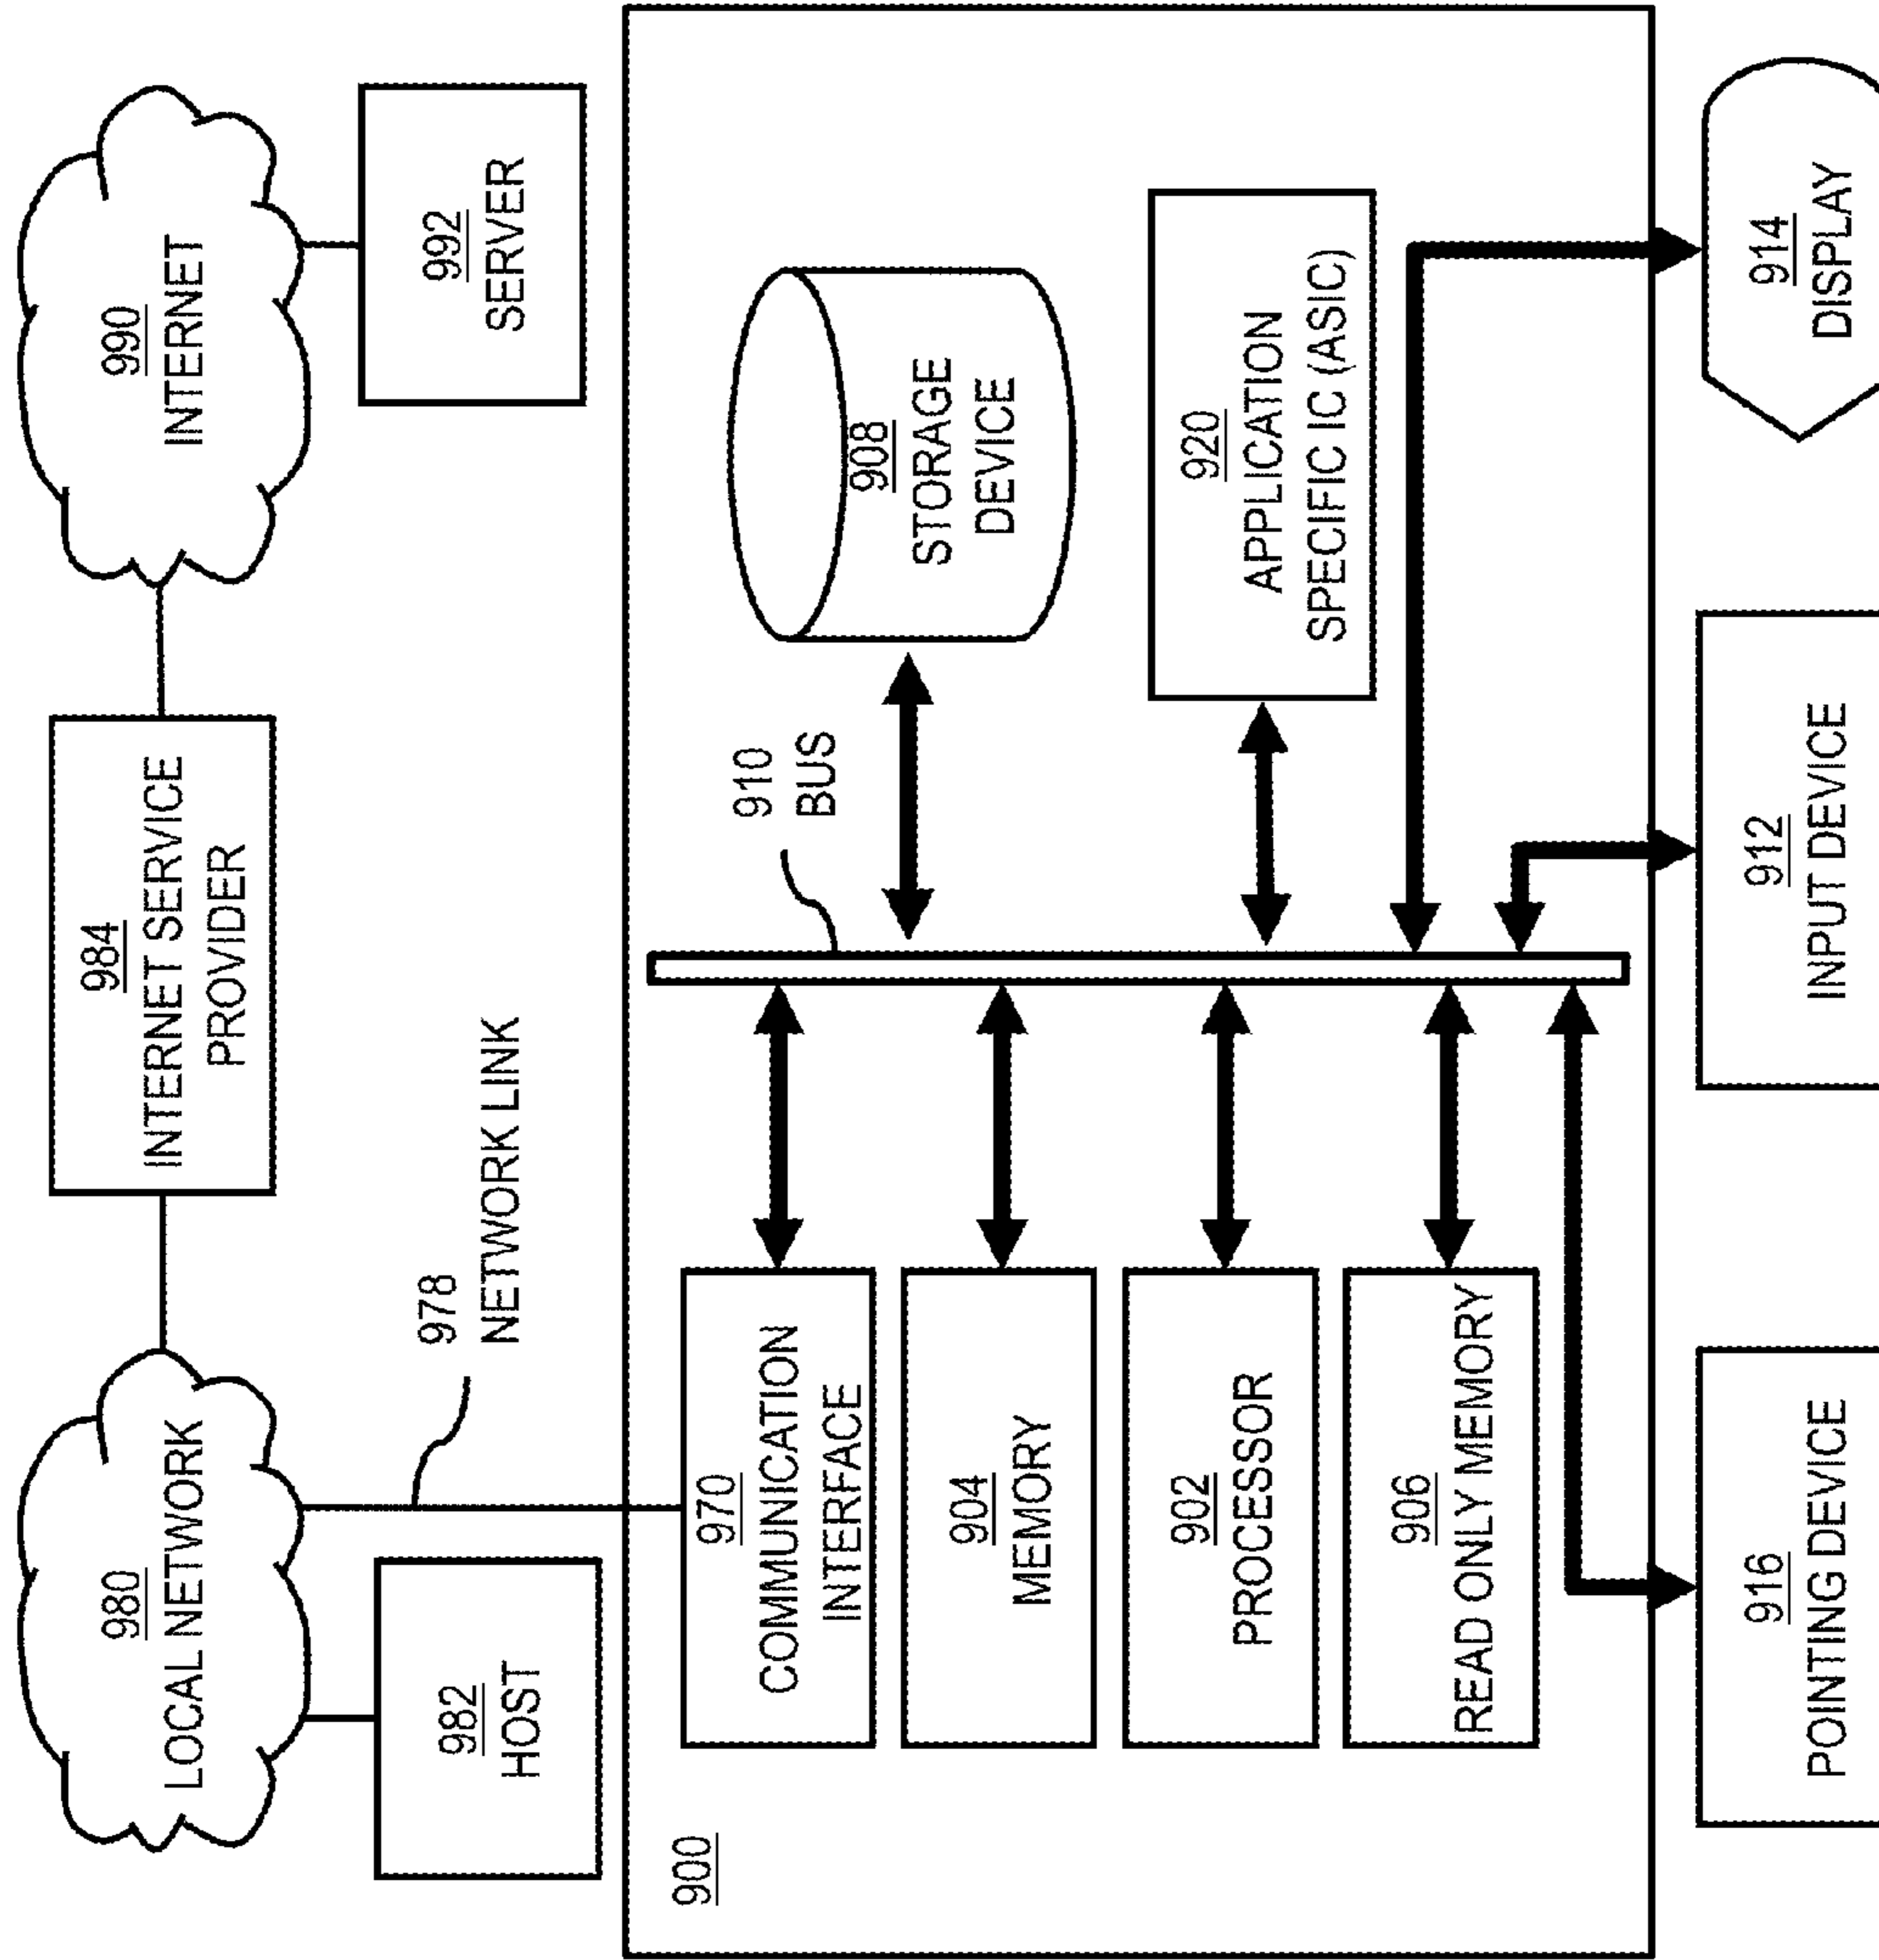 980
LOCAL NETWORK
984
INTERNET SERVICE
PROVIDER
990
INTERNET
982
HOST
978
NETWORK LINK
992
SERVER
900
970
COMMUNICATION
INTERFACE
910
BUS
908
STORAGE
DEVICE
904
MEMORY
902
PROCESSOR
920
APPLICATION
SPECIFIC IC (ASIC)
906
READ ONLY MEMORY
916
POINTING DEVICE
912
INPUT DEVICE
914
DISPLAY